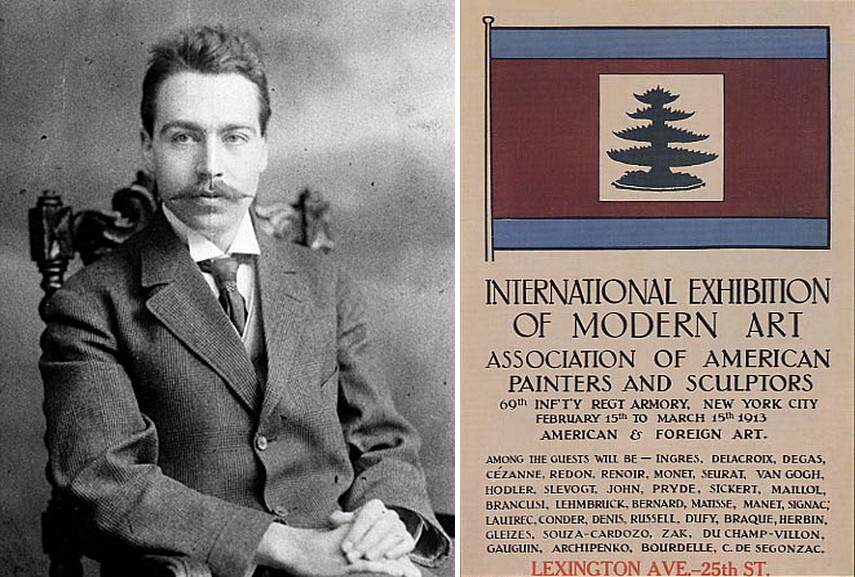 INTERNATIONAL EXHIBITION
OF MODERN ART
ASSOCIATION OF AMERICAN
PAINTERS AND SCULPTORS
69th INF'TY REGT ARMORY, NEW YORK CITY
FEBRUARY 15th TO MARCH 15th 1913
AMERICAN & FOREIGN ART.
AMONG THE GUESTS WILL BE — INGRES, DELACROIX, DEGAS,
CÉZANNE, REDON, RENOIR, MONET, SEURAT, VAN GOGH,
HODLER, SLEVOGT, JOHN, PRYDE, SICKERT, MAILLOL,
BRANCUSI, LEHMBRUCK, BERNARD, MATISSE, MANET, SIGNAC,
LAUTREC, CONDER, DENIS, RUSSELL, DUFY, BRAQUE, HERBIN,
GLEIZES, SOUZA-CARDOZO, ZAK, DU CHAMP-VILLON,
GAUGUIN, ARCHIPENKO, BOURDELLE, C. DE SEGONZAC.
LEXINGTON AVE.–25th ST.